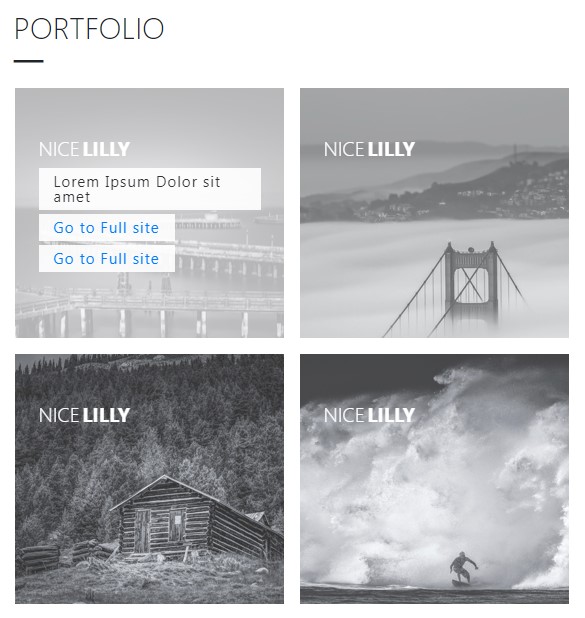 PORTFOLIO
NICE LILLY
Lorem Ipsum Dolor sit
amet
Go to Full site
Go to Full site
NICE LILLY
NICE LILLY
NICE LILLY